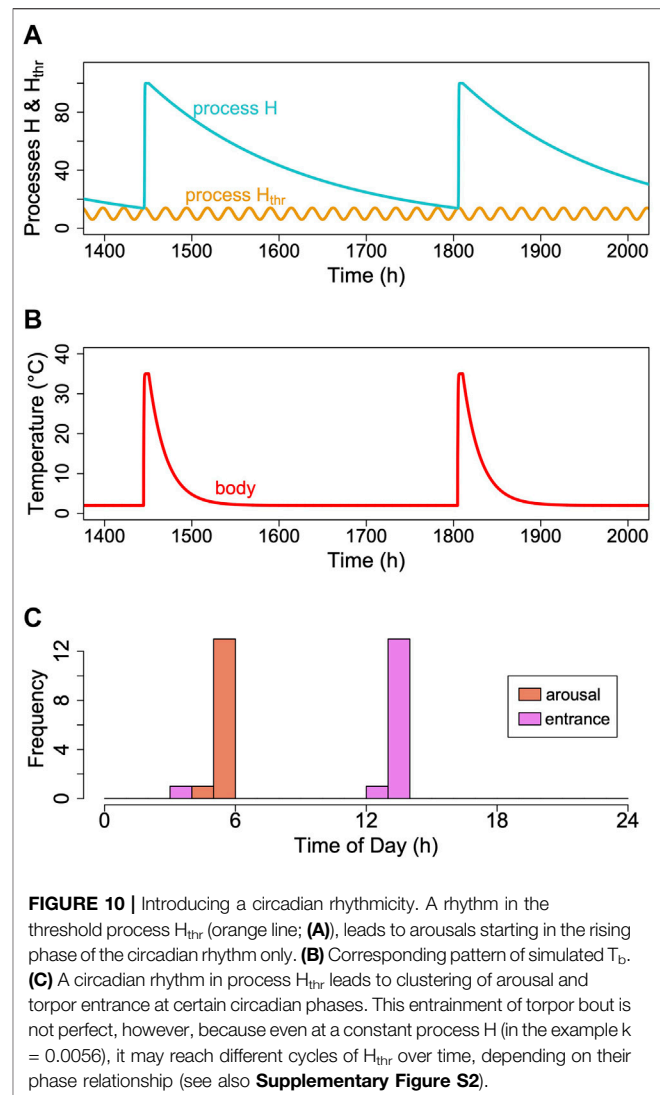 A
Processes H & Hthr
0
40
80
process H
process Hthr
1400 1500 1600 1700 1800 1900 2000
Time (h)
B
Temperature (°C)
0 10 20 30 40
body
1400 1500 1600 1700 1800 1900 2000
Time (h)
C
Frequency
0 4 8 12
arousal
entrance
0 6 12 18 24
Time of Day (h)
FIGURE 10 | Introducing a circadian rhythmicity. A rhythm in the
threshold process Hthr (orange line; (A)), leads to arousals starting in the rising
phase of the circadian rhythm only. (B) Corresponding pattern of simulated Tb.
(C) A circadian rhythm in process Hthr leads to clustering of arousal and
torpor entrance at certain circadian phases. This entrainment of torpor bout is
not perfect, however, because even at a constant process H (in the example k
= 0.0056), it may reach different cycles of Hthr over time, depending on their
phase relationship (see also Supplementary Figure S2).